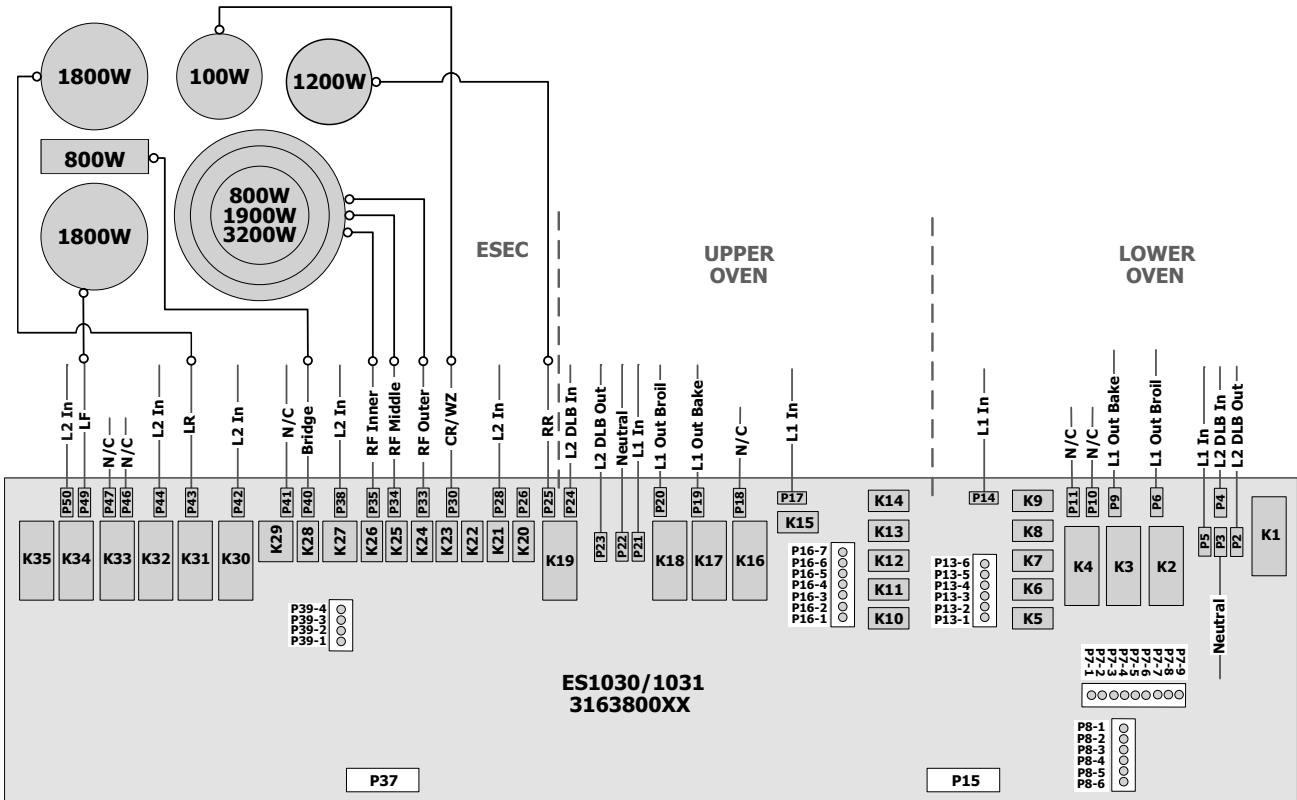 1800W
100W
1200W
800W
1800W
800W
1900W
3200W
ESEC
UPPER
OVEN
LOWER
OVEN
L2 In
LF
N/C
N/C
L2 In
LR
L2 In
N/C
Bridge
L2 In
RF Inner
RF Middle
RF Outer
CR/WZ
L2 In
RR
L2 DLB In
L2 DLB Out
Neutral
L1 In
L1 Out Broil
L1 Out Bake
N/C
L1 In
L1 In
N/C
N/C
L1 Out Bake
L1 Out Broil
L1 In
L2 DLB In
L2 DLB Out
P50
P49
P47
P46
P44
P43
P42
P41
P40
P38
P35
P34
P33
P30
P28
P26
P25
P24
P23
P22
P21
P20
P19
P18
P17
P14
P11
P10
P9
P6
P5
P4
P3
P2
K35
K34
K33
K32
K31
K30
K29
K28
K27
K26
K25
K24
K23
K22
K21
K20
K19
K18
K17
K16
K15
K14
K13
K12
K11
K10
K9
K8
K7
K6
K5
K4
K3
K2
K1
P16-7
P16-6
P16-5
P16-4
P16-3
P16-2
P16-1
P13-6
P13-5
P13-4
P13-3
P13-2
P13-1
P39-4
P39-3
P39-2
P39-1
Neutral
P7-1
P7-2
P7-3
P7-4
P7-5
P7-6
P7-7
P7-8
P7-9
ES1030/1031
3163800XX
P8-1
P8-2
P8-3
P8-4
P8-5
P8-6
P37
P15